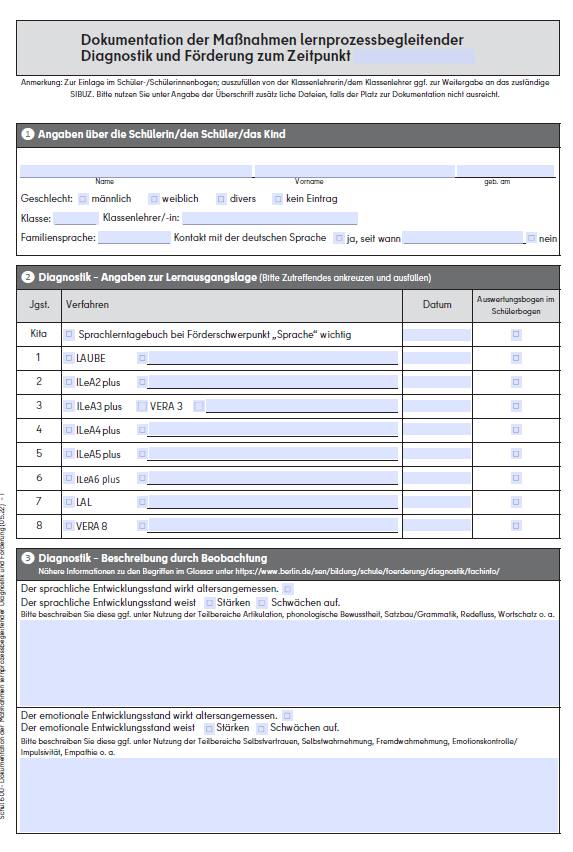 Dokumentation der Maßnahmen lernprozessbegleitender
Diagnostik und Förderung zum Zeitpunkt
Anmerkung: Zur Einlage im Schüler-/Schülerinnenbogen; auszufüllen von der Klassenlehrerin/dem Klassenlehrer ggf. zur Weitergabe an das zuständige
SIBUZ. Bitte nutzen Sie unter Angabe der Überschrift zusätz liche Dateien, falls der Platz zur Dokumentation nicht ausreicht.
1 Angaben über die Schülerin/den Schüler/das Kind
Name Vorname geb. am
Geschlecht: männlich weiblich divers kein Eintrag
Klasse: Klassenlehrer/-in:
Familiensprache: Kontakt mit der deutschen Sprache ja, seit wann nein
2 Diagnostik – Angaben zur Lernausgangslage (Bitte Zutreffendes ankreuzen und ausfüllen)
Jgst. Verfahren Datum Auswertungsbogen im
Schülerbogen
Kita Sprachlerntagebuch bei Förderschwerpunkt „Sprache“ wichtig
1 LAUBE
2 ILeA2 plus
3 ILeA3 plus VERA 3
4 ILeA4 plus
5 ILeA5 plus
6 ILeA6 plus
7 LAL
8 VERA 8
3 Diagnostik – Beschreibung durch Beobachtung
Nähere Informationen zu den Begriffen im Glossar unter https://www.berlin.de/sen/bildung/schule/foerderung/diagnostik/fachinfo/
Der sprachliche Entwicklungsstand wirkt altersangemessen.
Der sprachliche Entwicklungsstand weist Stärken Schwächen auf.
Bitte beschreiben Sie diese ggf. unter Nutzung der Teilbereiche Artikulation, phonologische Bewusstheit, Satzbau/Grammatik, Redefluss, Wortschatz o. a.
Der emotionale Entwicklungsstand wirkt altersangemessen.
Der emotionale Entwicklungsstand weist Stärken Schwächen auf.
Bitte beschreiben Sie diese ggf. unter Nutzung der Teilbereiche Selbstvertrauen, Selbstwahrnehmung, Fremdwahrnehmung, Emotionskontrolle/
Impulsivität, Empathie o. a.
Dokumentation der Maßnahmen lernprozessbegleitender Diagnostik und Förderung (05.22) - 1